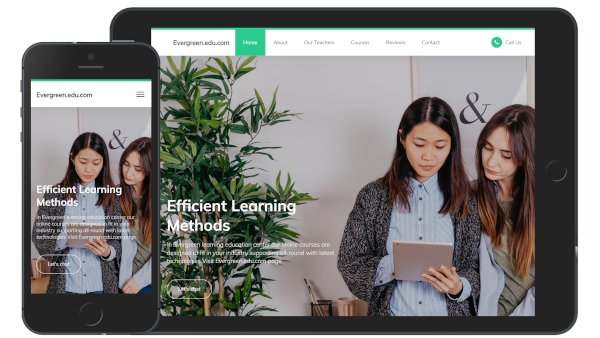 Evergreen.edu.com
Home
About
Our Teachers
Courses
Reviews
Contact
Call Us
&
Efficient Learning
Methods
In Evergreen learning education center our online courses are
designed to fit in your industry supporting all-round with latest
technologies Visit Evergreen.edu.com page.
Let's chat
Evergreen.edu.com
&
Efficient Learning
Methods
In Evergreen learning education center our
online courses are designed to fit in your
industry supporting all-round with latest
technologies Visit Evergreen.edu.com page.
Let's chat